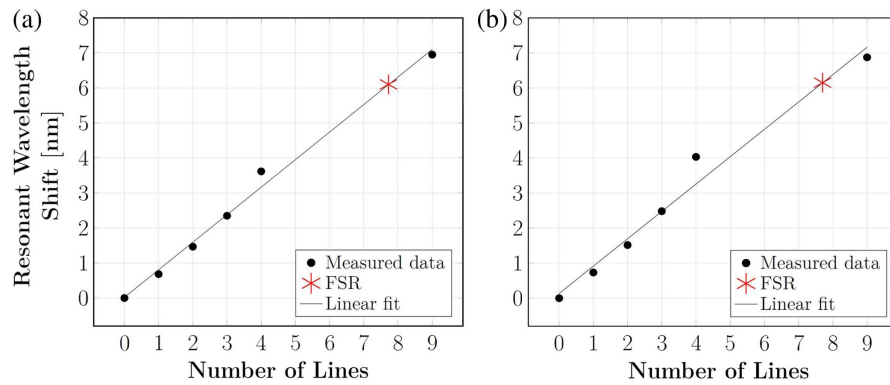 (a)
8
7
6
5
4
3
2
1
0
Resonant Wavelength
Shift [nm]
Measured data
FSR
Linear fit
0 1 2 3 4 5 6 7 8 9
Number of Lines
(b)
8
7
6
5
4
3
2
1
0
Measured data
FSR
Linear fit
0 1 2 3 4 5 6 7 8 9
Number of Lines